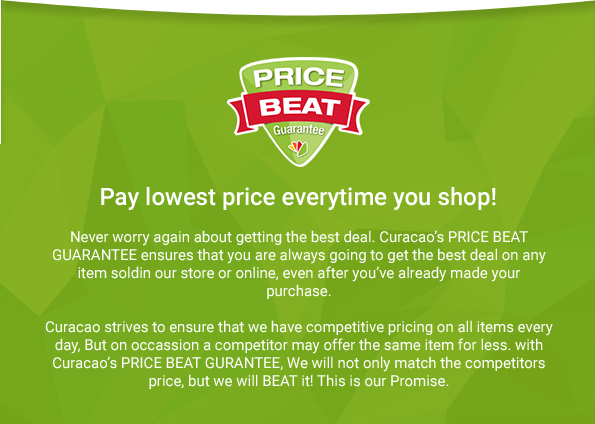 PRICE
BEAT
Guarantee
Pay lowest price everytime you shop!
Never worry again about getting the best deal. Curacao’s PRICE BEAT
GUARANTEE ensures that you are always going to get the best deal on any
item soldin our store or online, even after you’ve already made your
purchase.
Curacao strives to ensure that we have competitive pricing on all items every
day, But on occassion a competitor may offer the same item for less. with
Curacao’s PRICE BEAT GURANTEE, We will not only match the competitors
price, but we will BEAT it! This is our Promise.